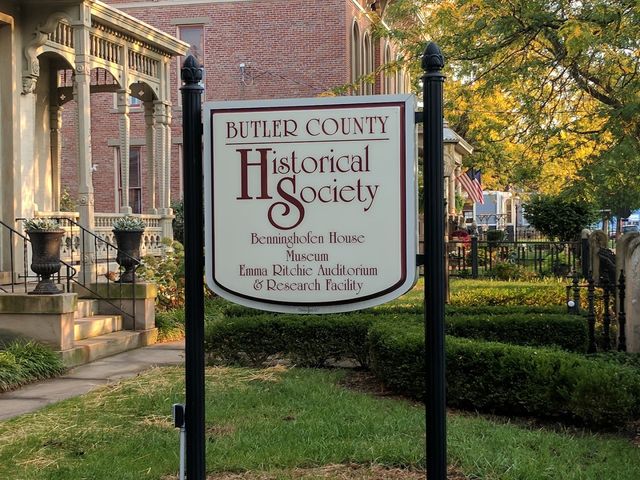 BUTLER COUNTY
Historical
Society
Benninghofen House
Museum
Emma Ritchie Auditorium
& Research Facility